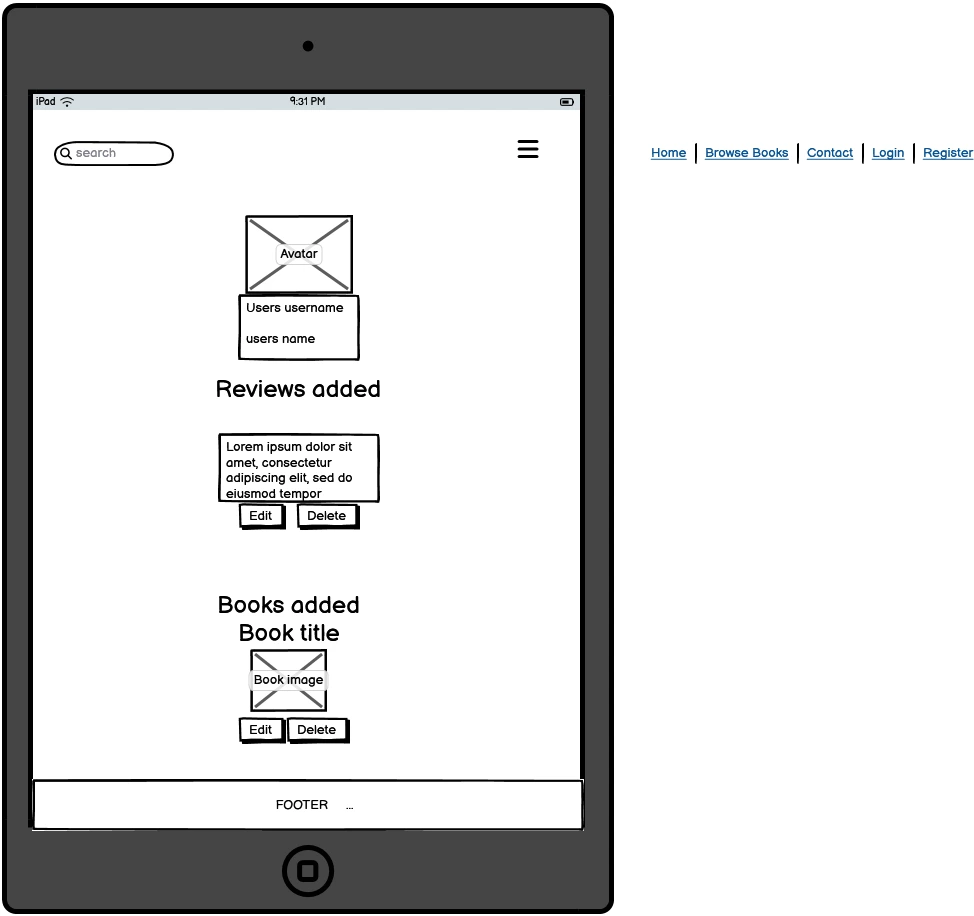 iPad 9:31 PM
search
Home Browse Books Contact Login Register
Avatar
Users username
users name
Reviews added
Lorem ipsum dolor sit
amet, consectetur
adipiscing elit, sed do
eiusmod tempor
Edit Delete
Books added
Book title
Book image
Edit Delete
FOOTER ...